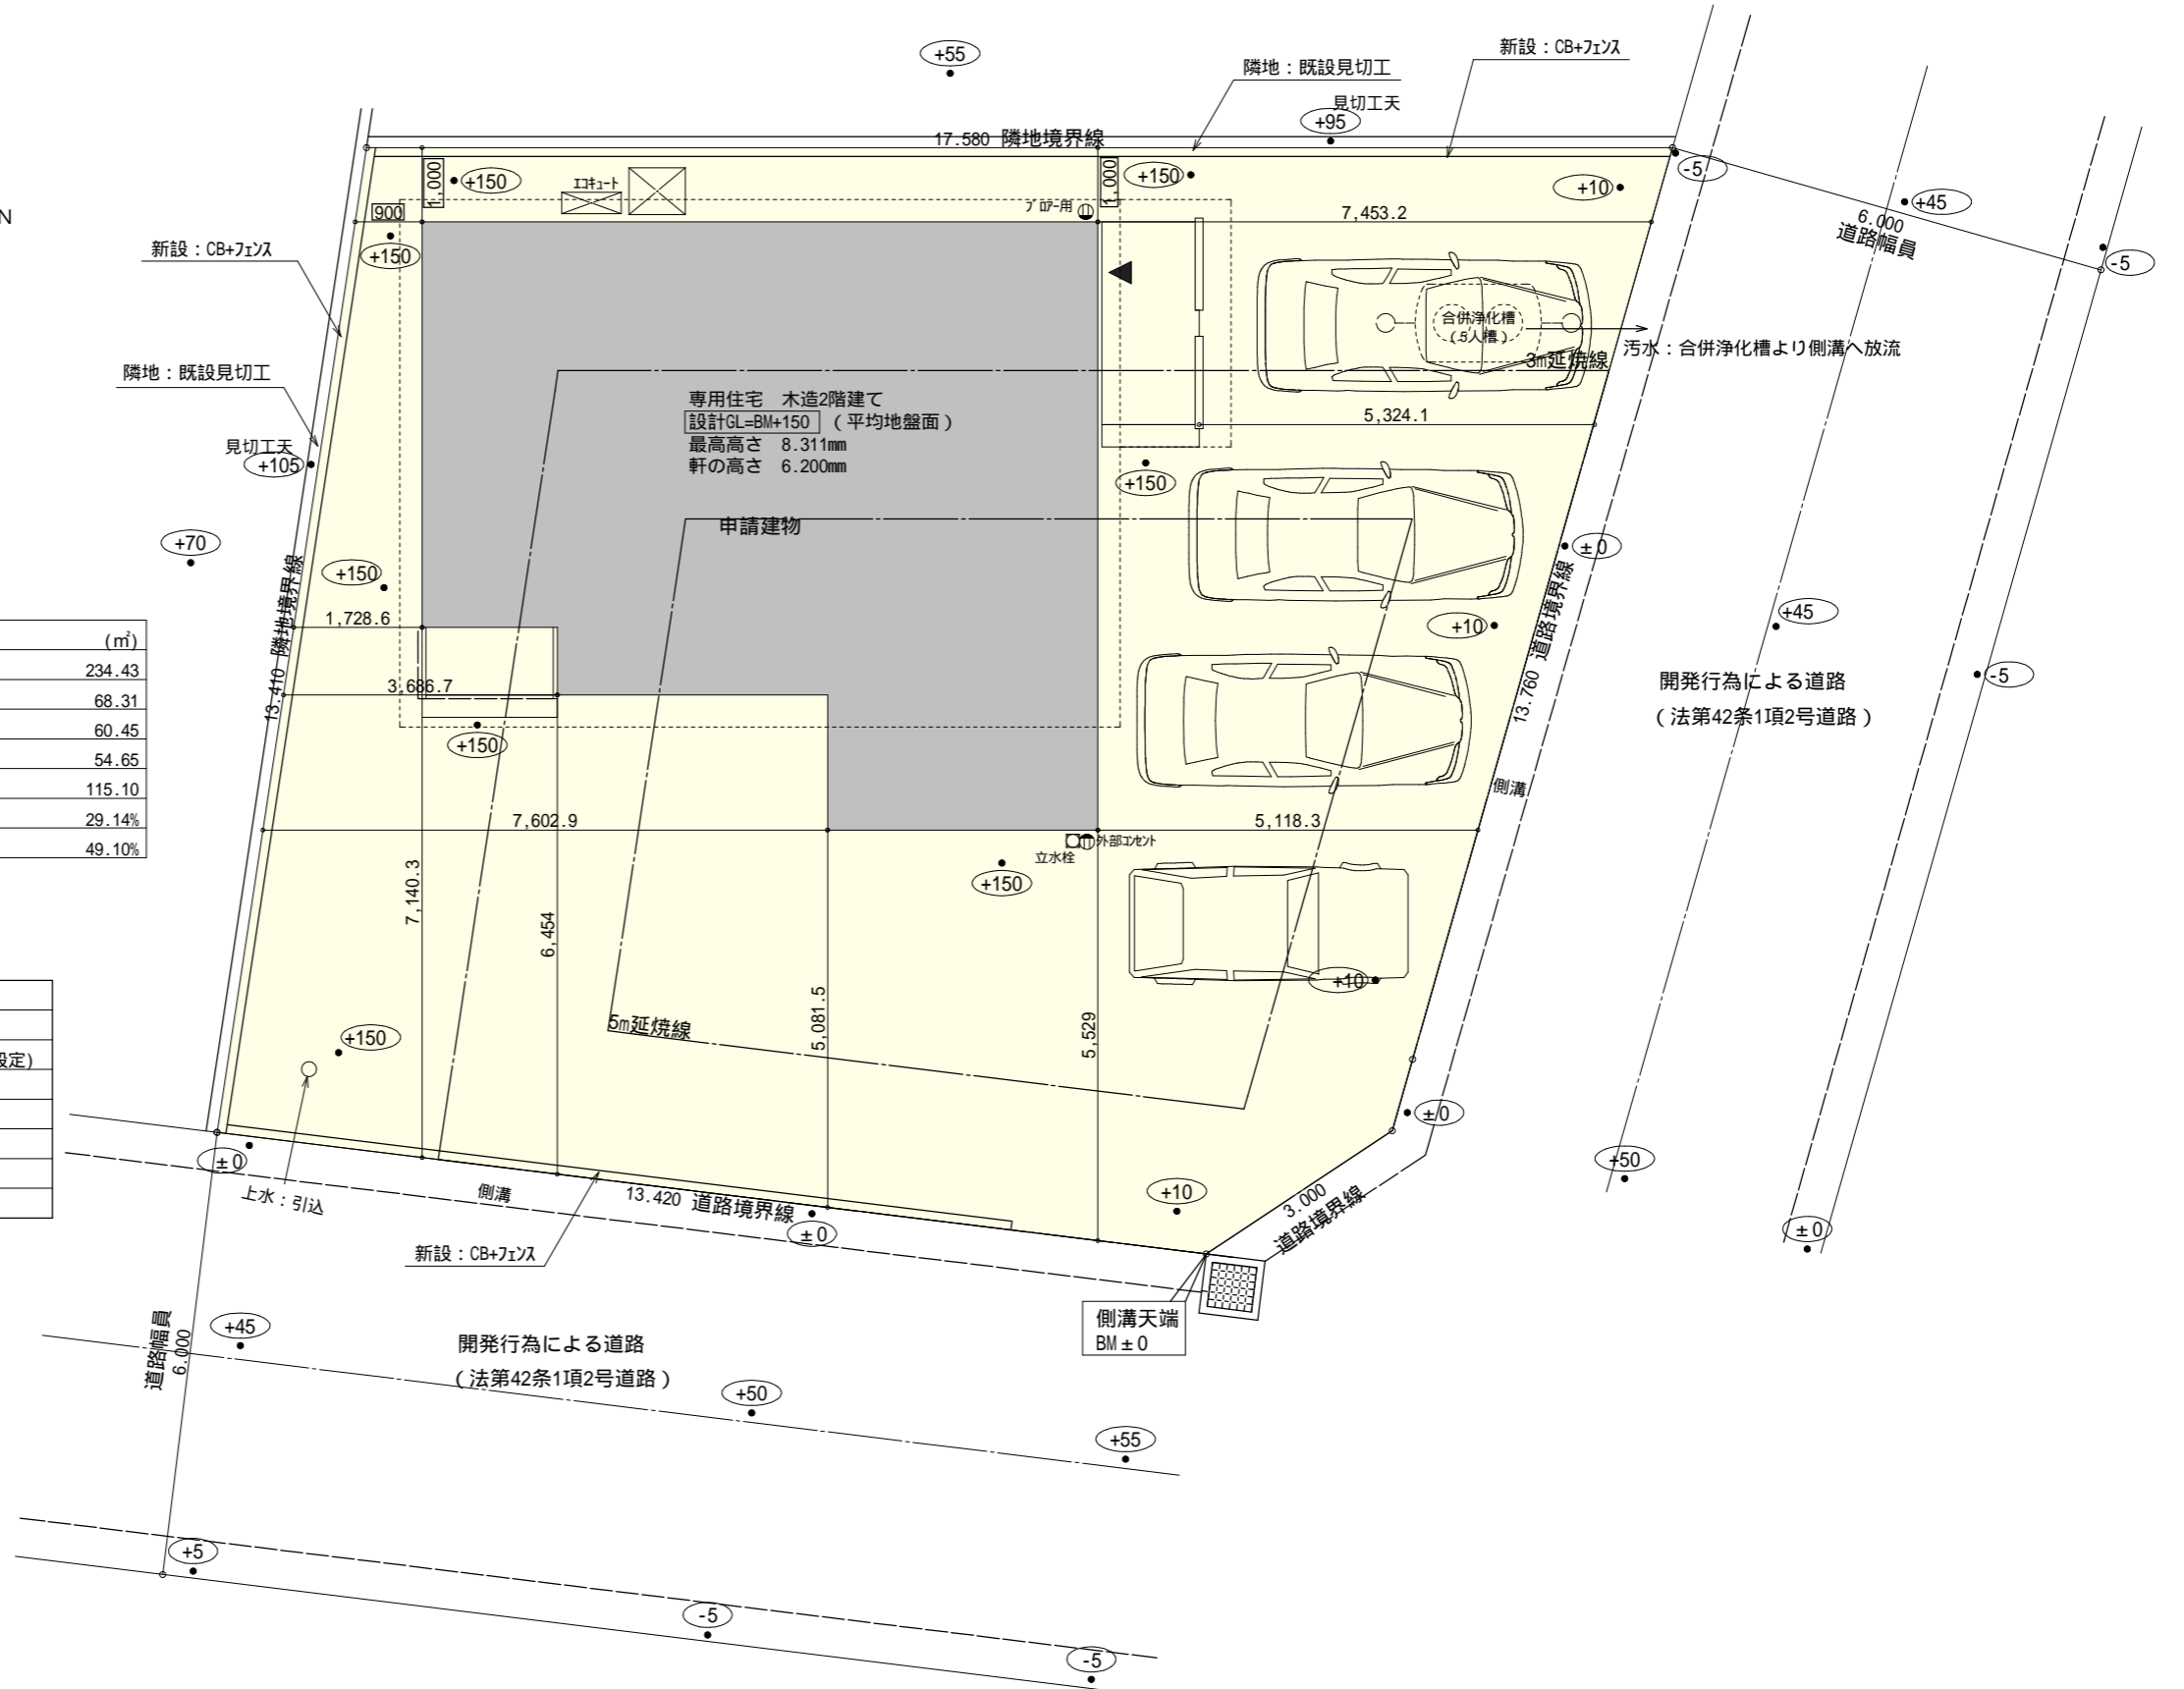 +55
新設：CB+フェンス
隣地：既設見切工
見切工天
+95
17.580 隣地境界線
-5
1,000
+150
エコキュート
1,000
+150
+10
+45
N
900
ブロアー用
7,453.2
6.000
道路幅員
新設：CB+フェンス
+150
-5
合併浄化槽
(5人槽)
汚水：合併浄化槽より側溝へ放流
3m延焼線
隣地：既設見切工
専用住宅　木造2階建て
設計GL=BM+150 （平均地盤面）
最高高さ　8.311mm
軒の高さ　6.200mm
5,324.1
見切工天
+105
+150
申請建物
+70
±0
+150
13.410 隣地境界線
13.760 道路境界線
1,728.6
+10
+45
(㎡)
234.43
68.31
60.45
54.65
115.10
29.14%
49.10%
3,686.7
開発行為による道路
（法第42条1項2号道路）
-5
+150
側溝
7,602.9
5,118.3
外部コンセント
立水栓
+150
7,140.3
6,454
+10
5,081.5
5,529
5m延焼線
+150
設定)
±0
±0
上水：引込
側溝
13.420 道路境界線
±0
+10
3.000
道路境界線
+50
±0
新設：CB+フェンス
側溝天端
BM±0
道路幅員
6.000
+45
開発行為による道路
（法第42条1項2号道路）
+50
+55
+5
-5
-5